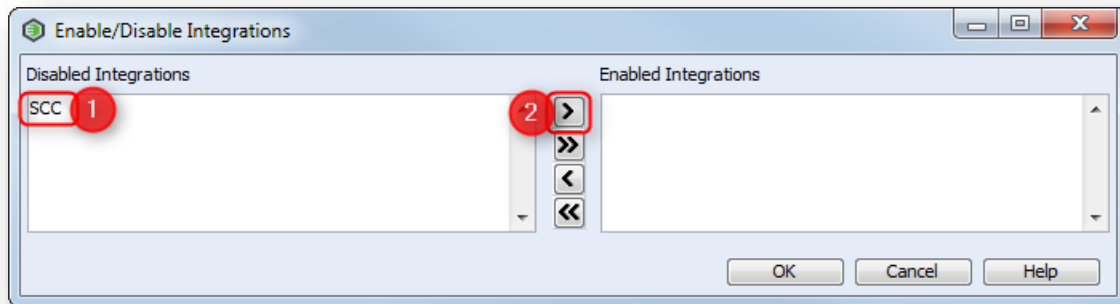 Enable/Disable Integrations
Disabled Integrations
Enabled Integrations
SCC
1
2
>
>>
<
<<
OK
Cancel
Help